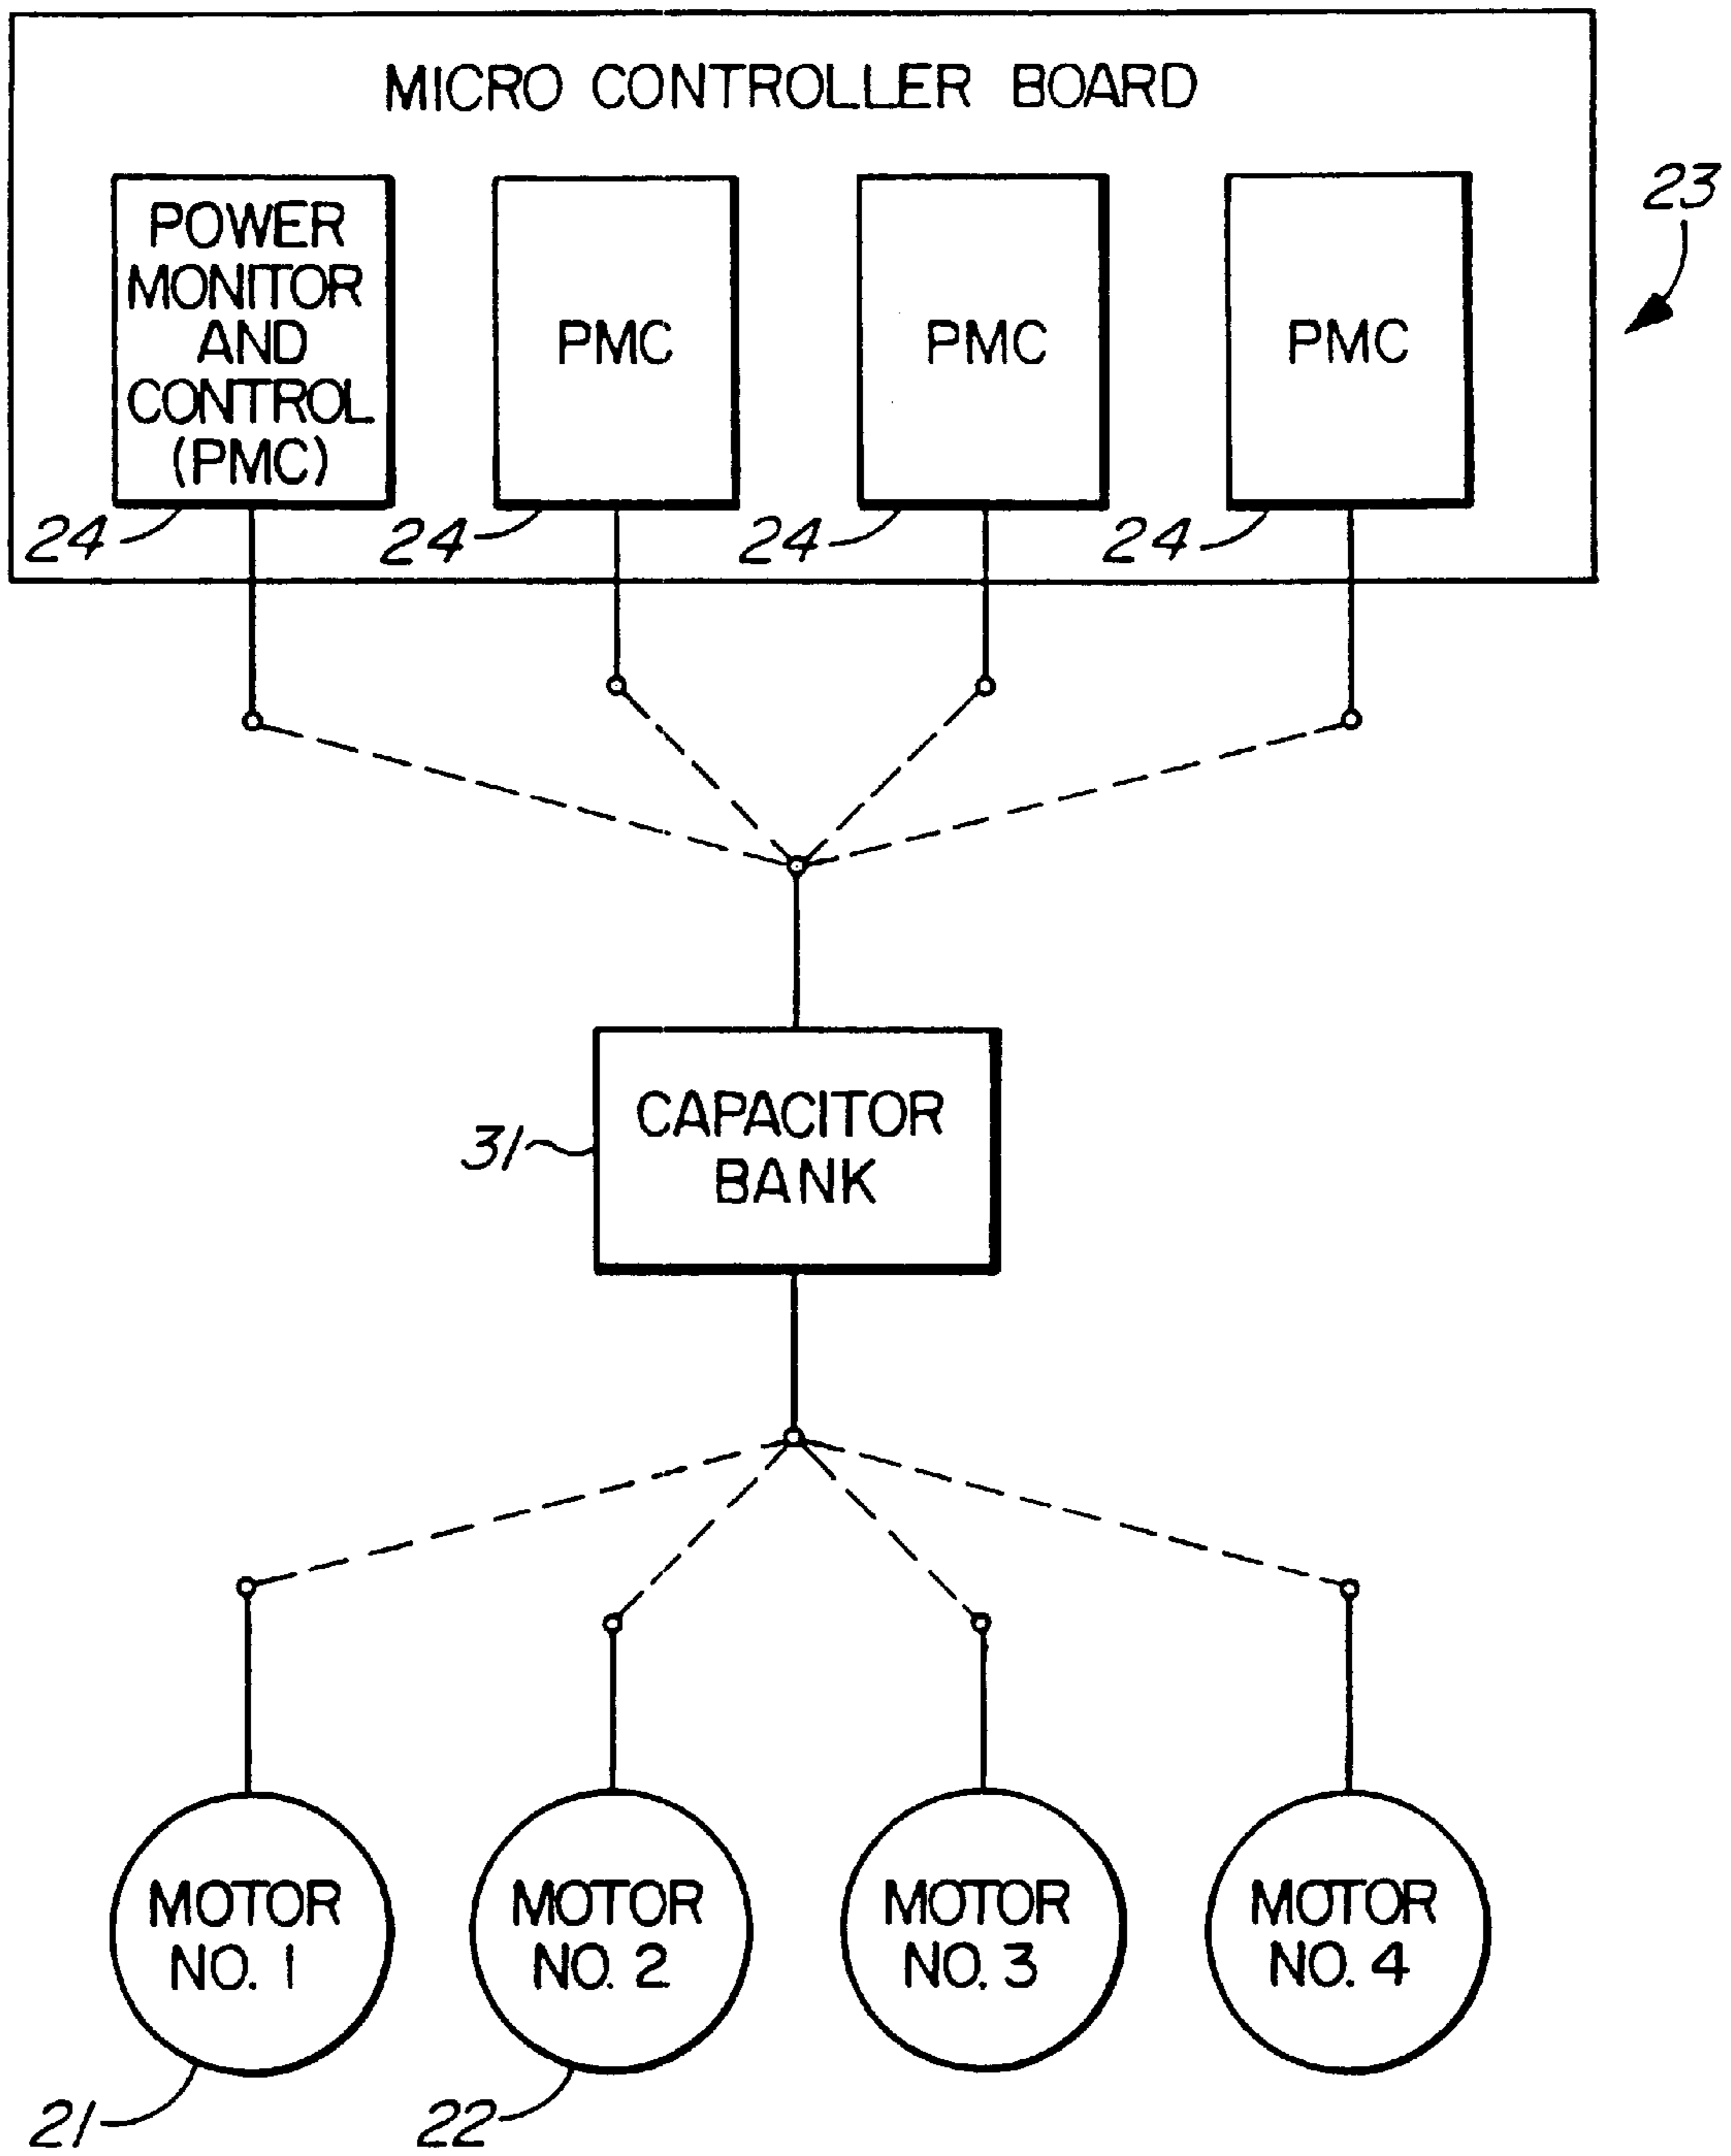 MICRO CONTROLLER BOARD
23
POWER
MONITOR
AND
CONTROL
(PMC)
PMC
PMC
PMC
24
24
24
24
CAPACITOR
BANK
31
MOTOR
NO. 1
MOTOR
NO. 2
MOTOR
NO. 3
MOTOR
NO. 4
21
22